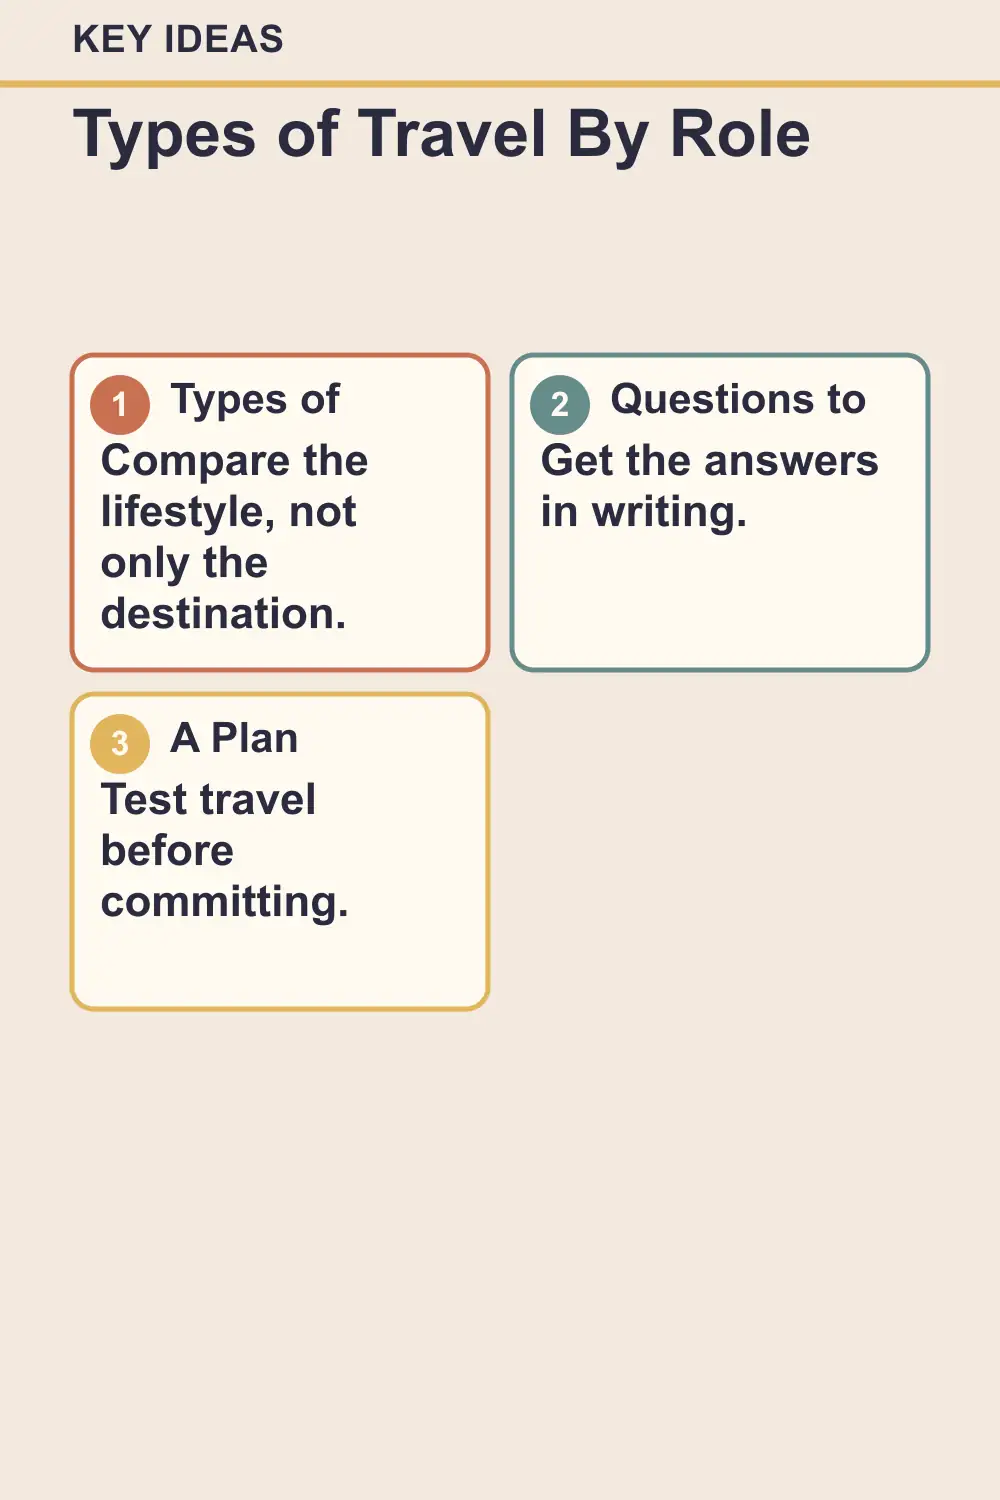 KEY IDEAS
Types of Travel By Role
1 Types of
Compare the
lifestyle, not
only the
destination.
2 Questions to
Get the answers
in writing.
3 A Plan
Test travel
before
committing.